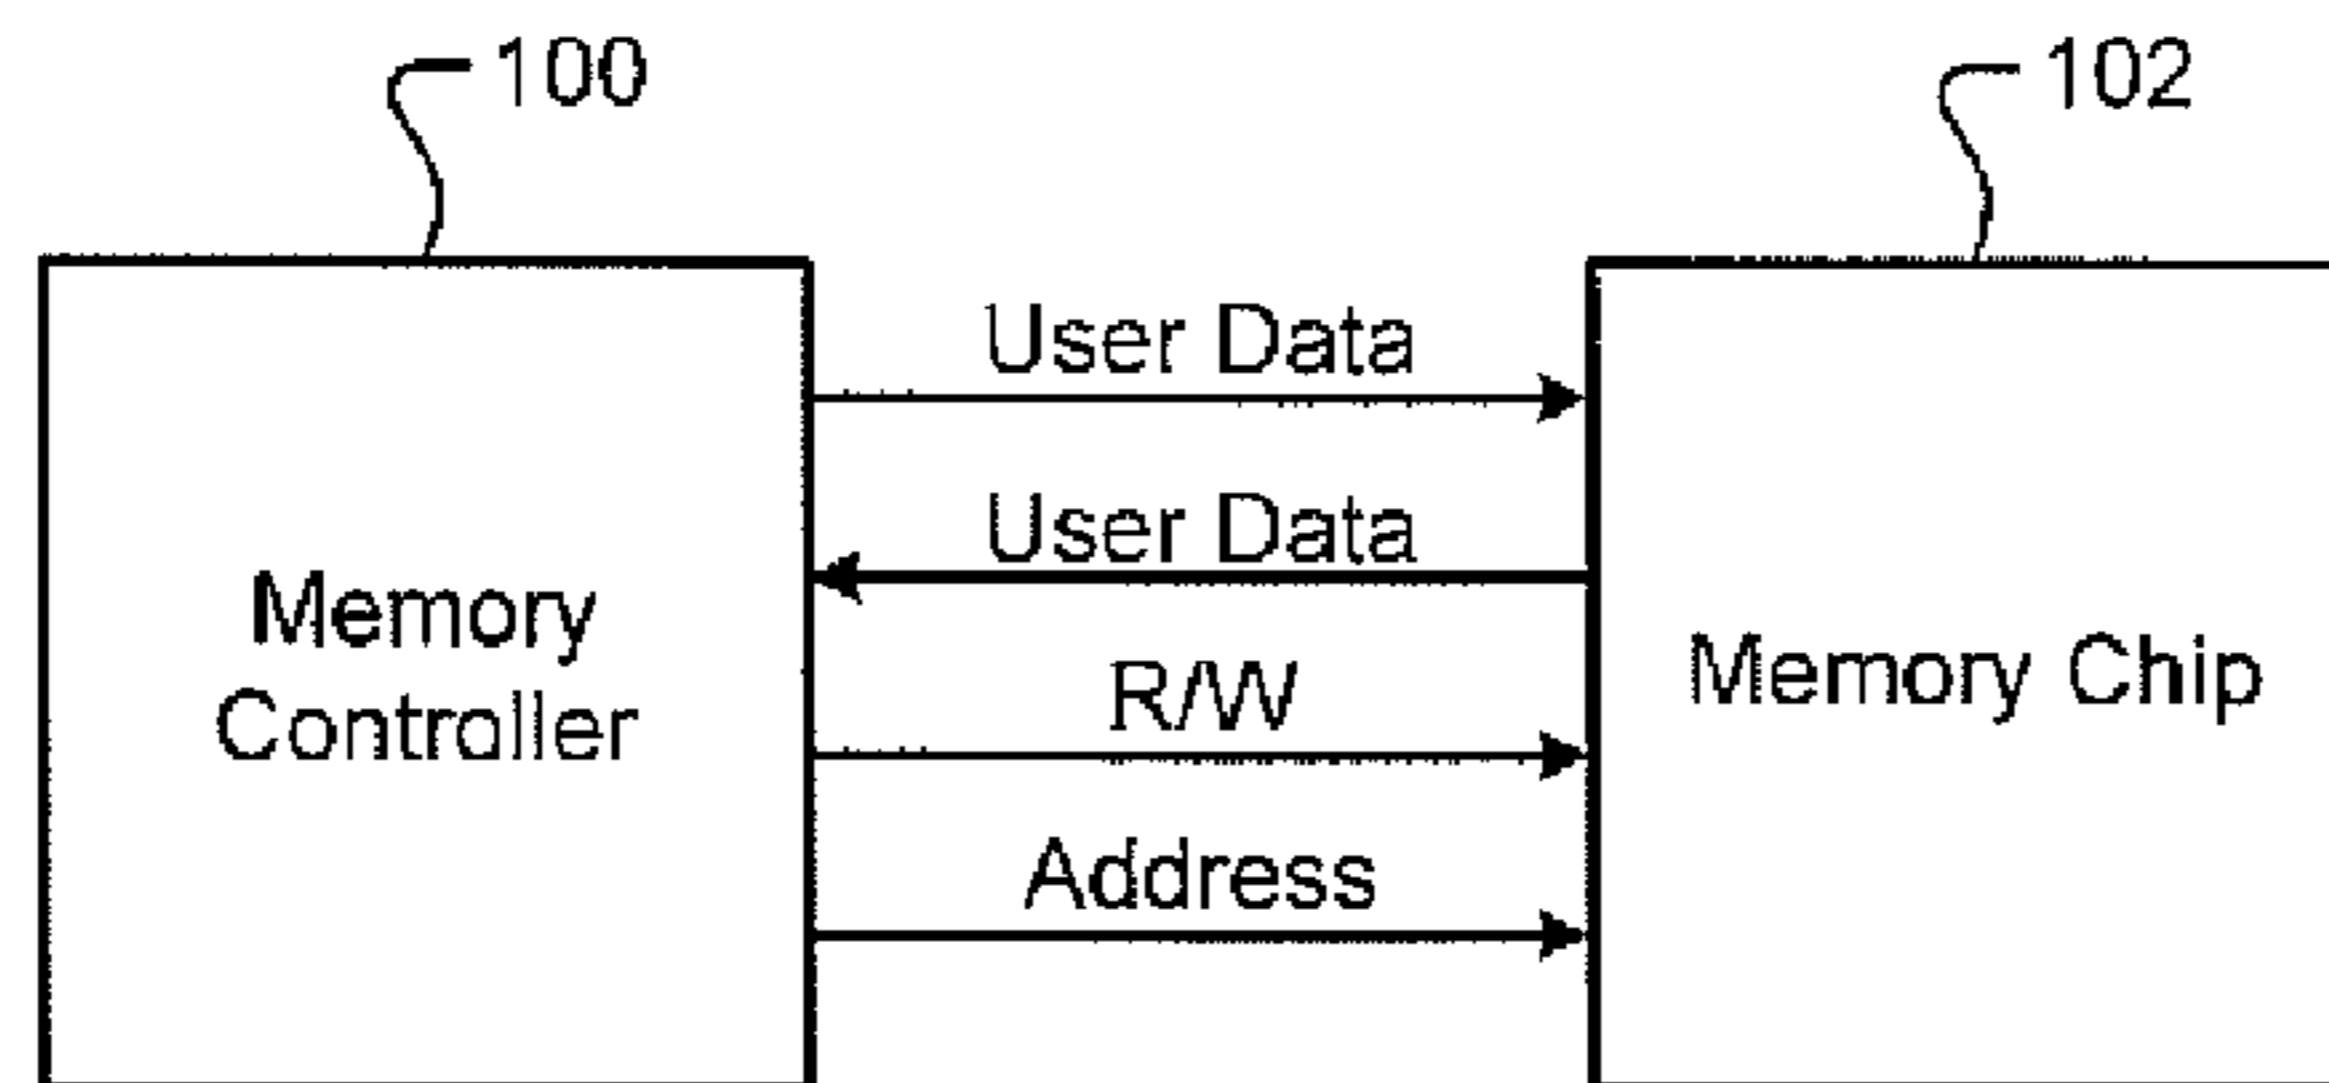 100
102
User Data
User Data
Memory
Controller
R/W
Memory Chip
Address